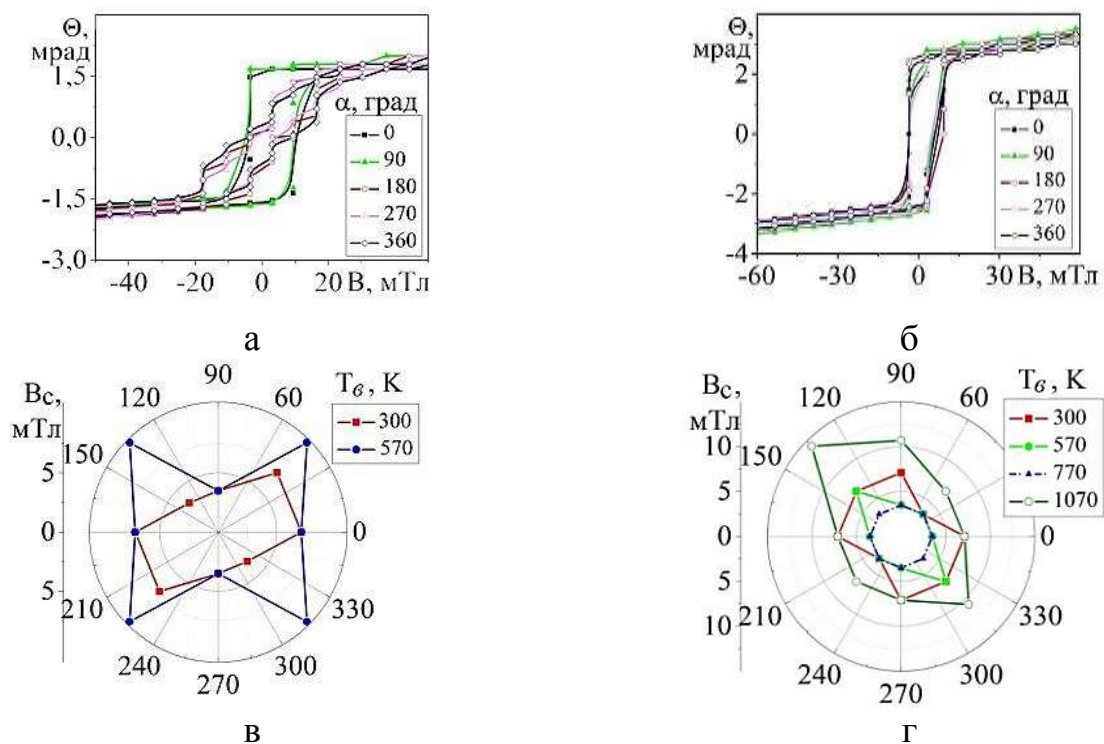 Θ,
мрад
1,5
0,0
-1,5
-3,0
-40 -20 0 20 B, мТл
α, град
0
90
180
270
360
а
Θ,
мрад
2
0
-2
-4
-60 -30 0 30 B, мТл
α, град
0
90
180
270
360
б
Bc,
мТл
5
0
5
90
120 60
150
0
210 330
240 300
270
Tв, K
300
570
в
Bc,
мТл
10
5
0
5
10
90
120 60
150
0
210 330
240 300
270
Tв, K
300
570
770
1070
г